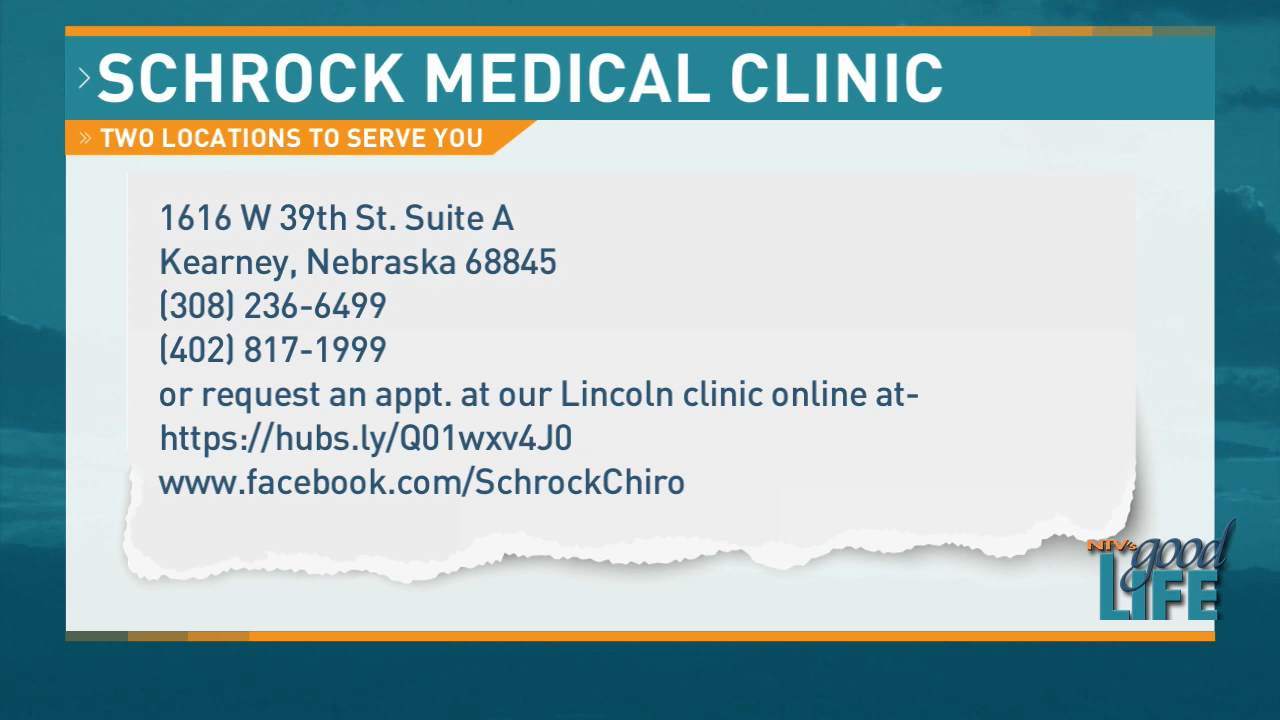 SCHROCK MEDICAL CLINIC
TWO LOCATIONS TO SERVE YOU
1616 W 39th St. Suite A
Kearney, Nebraska 68845
(308) 236-6499
(402) 817-1999
or request an appt. at our Lincoln clinic online at-
https://hubs.ly/Q01wxv4J0
www.facebook.com/SchrockChiro
NTV's good
LIFE